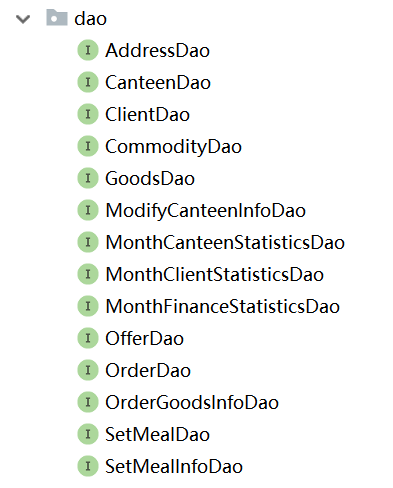 dao
I AddressDao
I CanteenDao
I ClientDao
I CommodityDao
I GoodsDao
I ModifyCanteenInfoDao
I MonthCanteenStatisticsDao
I MonthClientStatisticsDao
I MonthFinanceStatisticsDao
I OfferDao
I OrderDao
I OrderGoodsInfoDao
I SetMealDao
I SetMealInfoDao